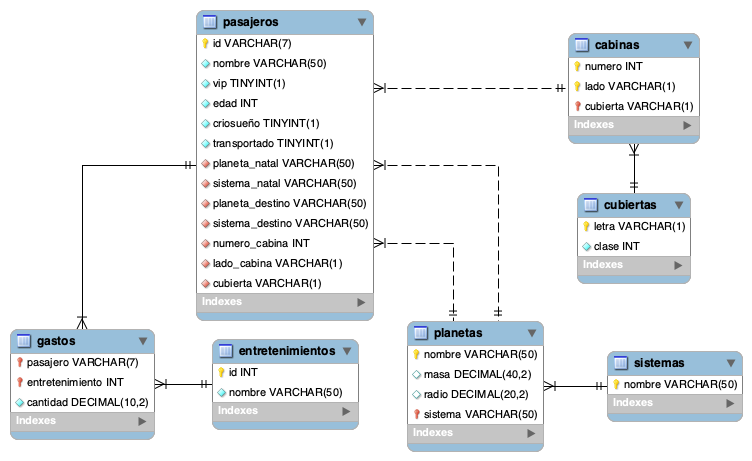 pasajeros
id VARCHAR(7)
nombre VARCHAR(50)
vip TINYINT(1)
edad INT
criosueño TINYINT(1)
transportado TINYINT(1)
planeta_natal VARCHAR(50)
sistema_natal VARCHAR(50)
planeta_destino VARCHAR(50)
sistema_destino VARCHAR(50)
numero_cabina INT
lado_cabina VARCHAR(1)
cubierta VARCHAR(1)
Indexes
cabinas
numero INT
lado VARCHAR(1)
cubierta VARCHAR(1)
Indexes
cubiertas
letra VARCHAR(1)
clase INT
Indexes
gastos
pasajero VARCHAR(7)
entretenimiento INT
cantidad DECIMAL(10,2)
Indexes
entretenimientos
id INT
nombre VARCHAR(50)
Indexes
planetas
nombre VARCHAR(50)
masa DECIMAL(40,2)
radio DECIMAL(20,2)
sistema VARCHAR(50)
Indexes
sistemas
nombre VARCHAR(50)
Indexes